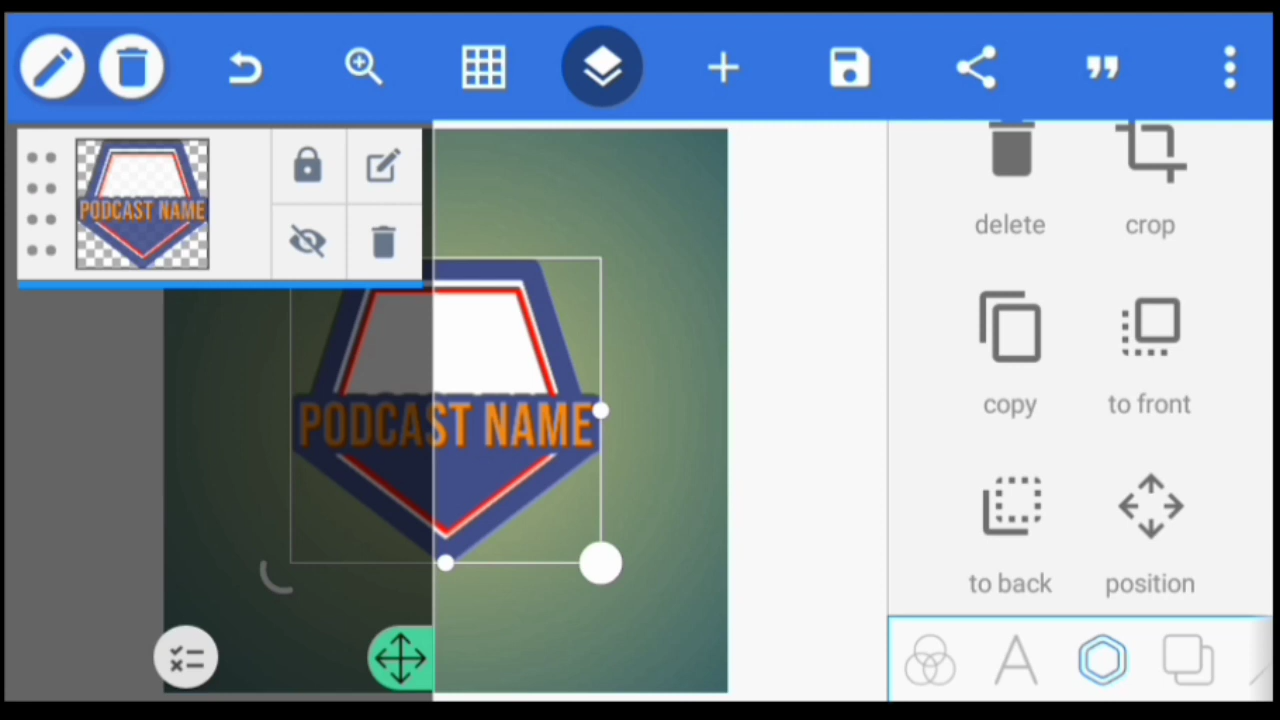 PODCAST NAME
PODCAST NAME
delete
crop
copy
to front
to back
position